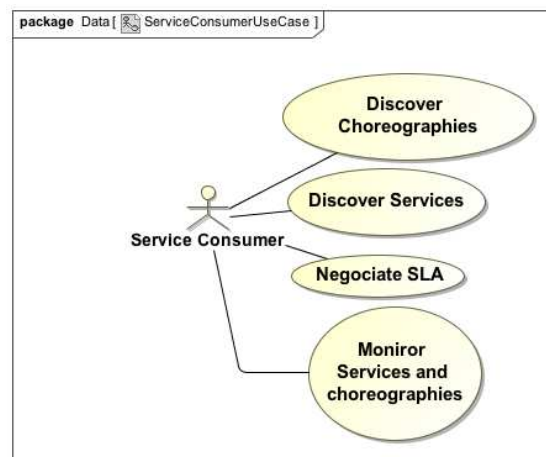 package Data [ ServiceConsumerUseCase ]
Discover
Choreographies
Discover Services
Service Consumer
Negociate SLA
Moniror
Services and
choreographies